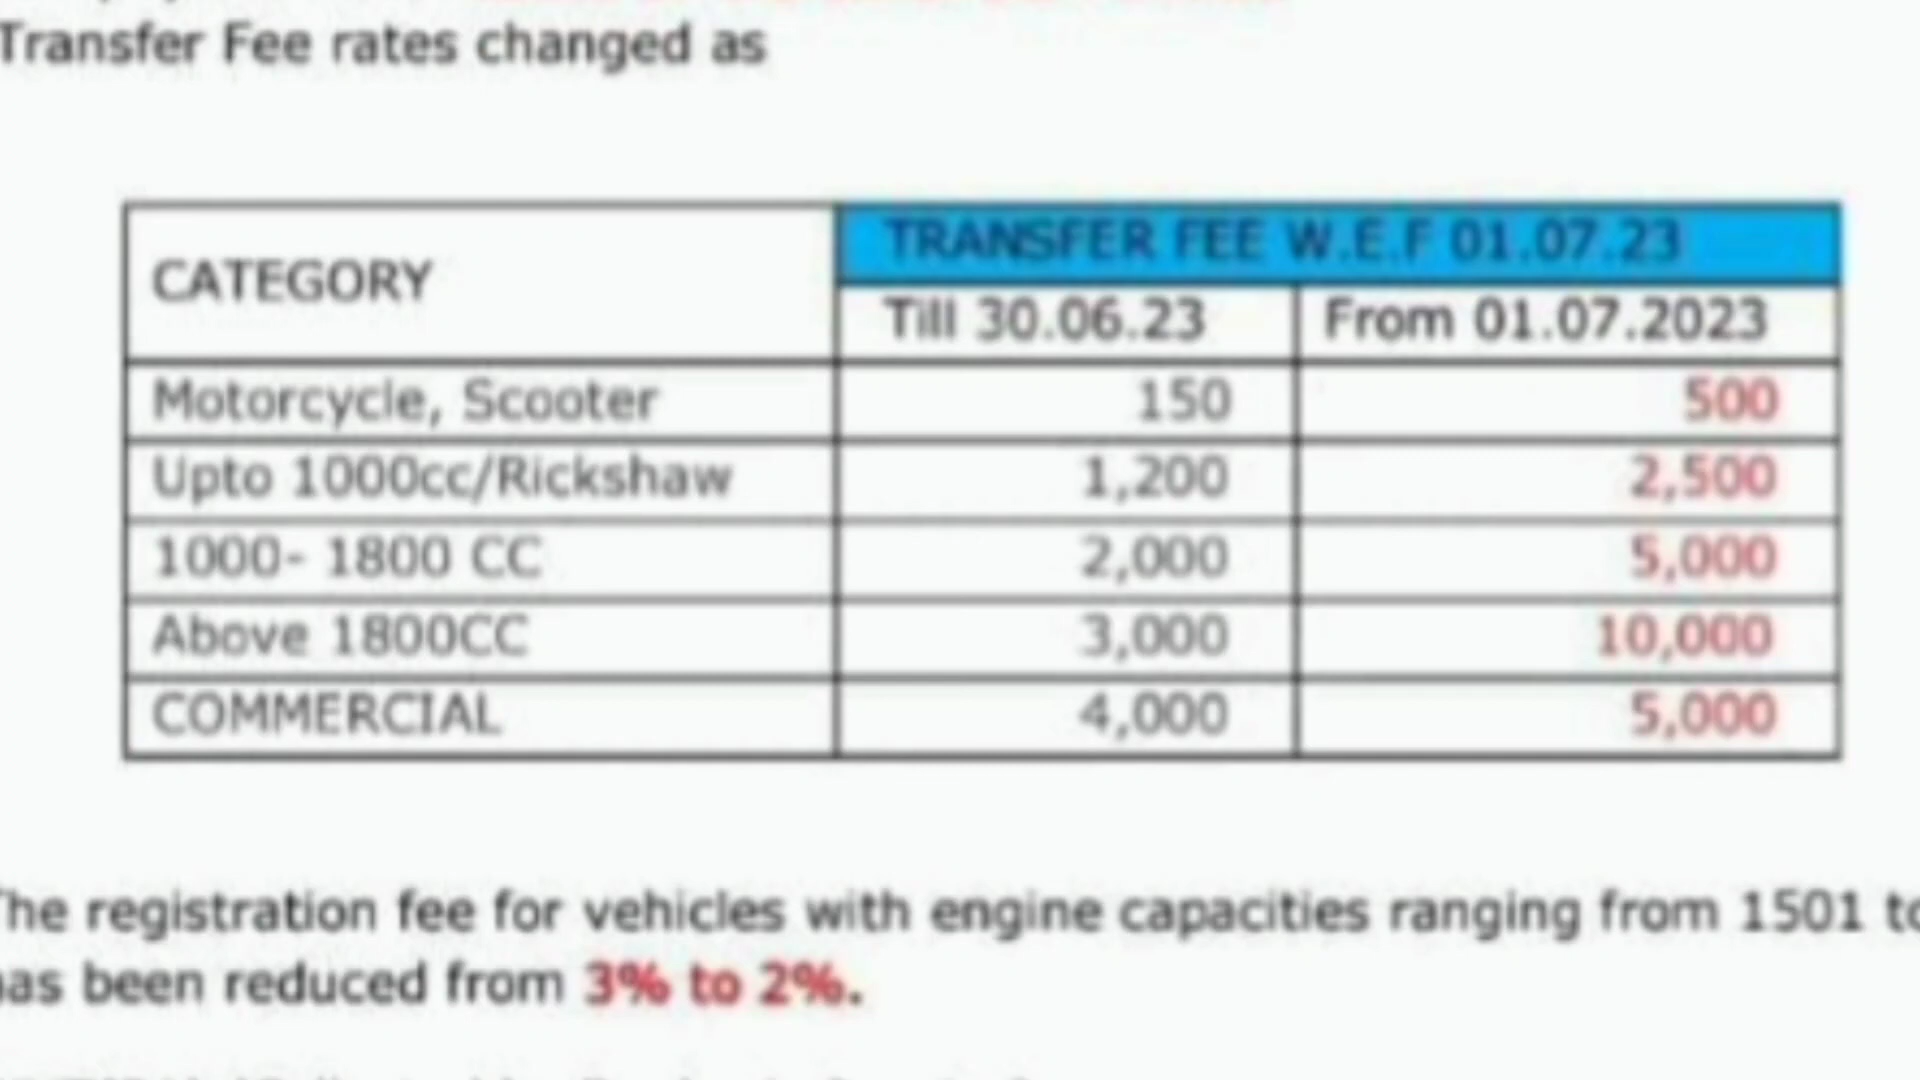 Transfer Fee rates changed as
CATEGORY
TRANSFER FEE W.E.F 01.07.23
Till 30.06.23 From 01.07.2023
Motorcycle, Scooter 150 500
Upto 1000cc/Rickshaw 1,200 2,500
1000- 1800 CC 2,000 5,000
Above 1800CC 3,000 10,000
COMMERCIAL 4,000 5,000
he registration fee for vehicles with engine capacities ranging from 1501 to
as been reduced from 3% to 2%.